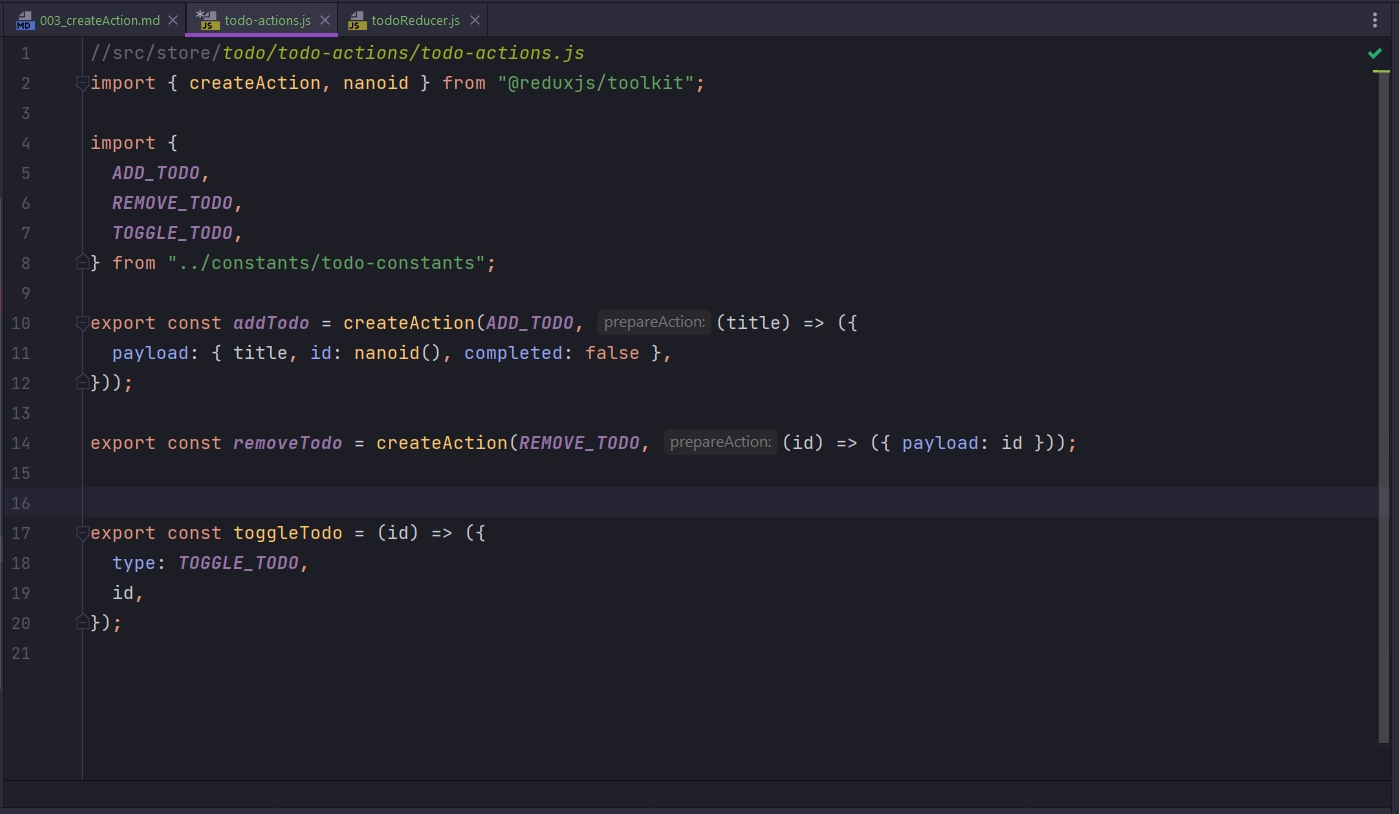 003_createAction.md
todo-actions.js
todoReducer.js
1 //src/store/todo/todo-actions/todo-actions.js
2 import { createAction, nanoid } from "@reduxjs/toolkit";
3
4 import {
5   ADD_TODO,
6   REMOVE_TODO,
7   TOGGLE_TODO,
8 } from "../constants/todo-constants";
9
10 export const addTodo = createAction(ADD_TODO, prepareAction: (title) => ({
11   payload: { title, id: nanoid(), completed: false },
12 }));
13
14 export const removeTodo = createAction(REMOVE_TODO, prepareAction: (id) => ({ payload: id }));
15
16
17 export const toggleTodo = (id) => ({
18   type: TOGGLE_TODO,
19   id,
20 });
21